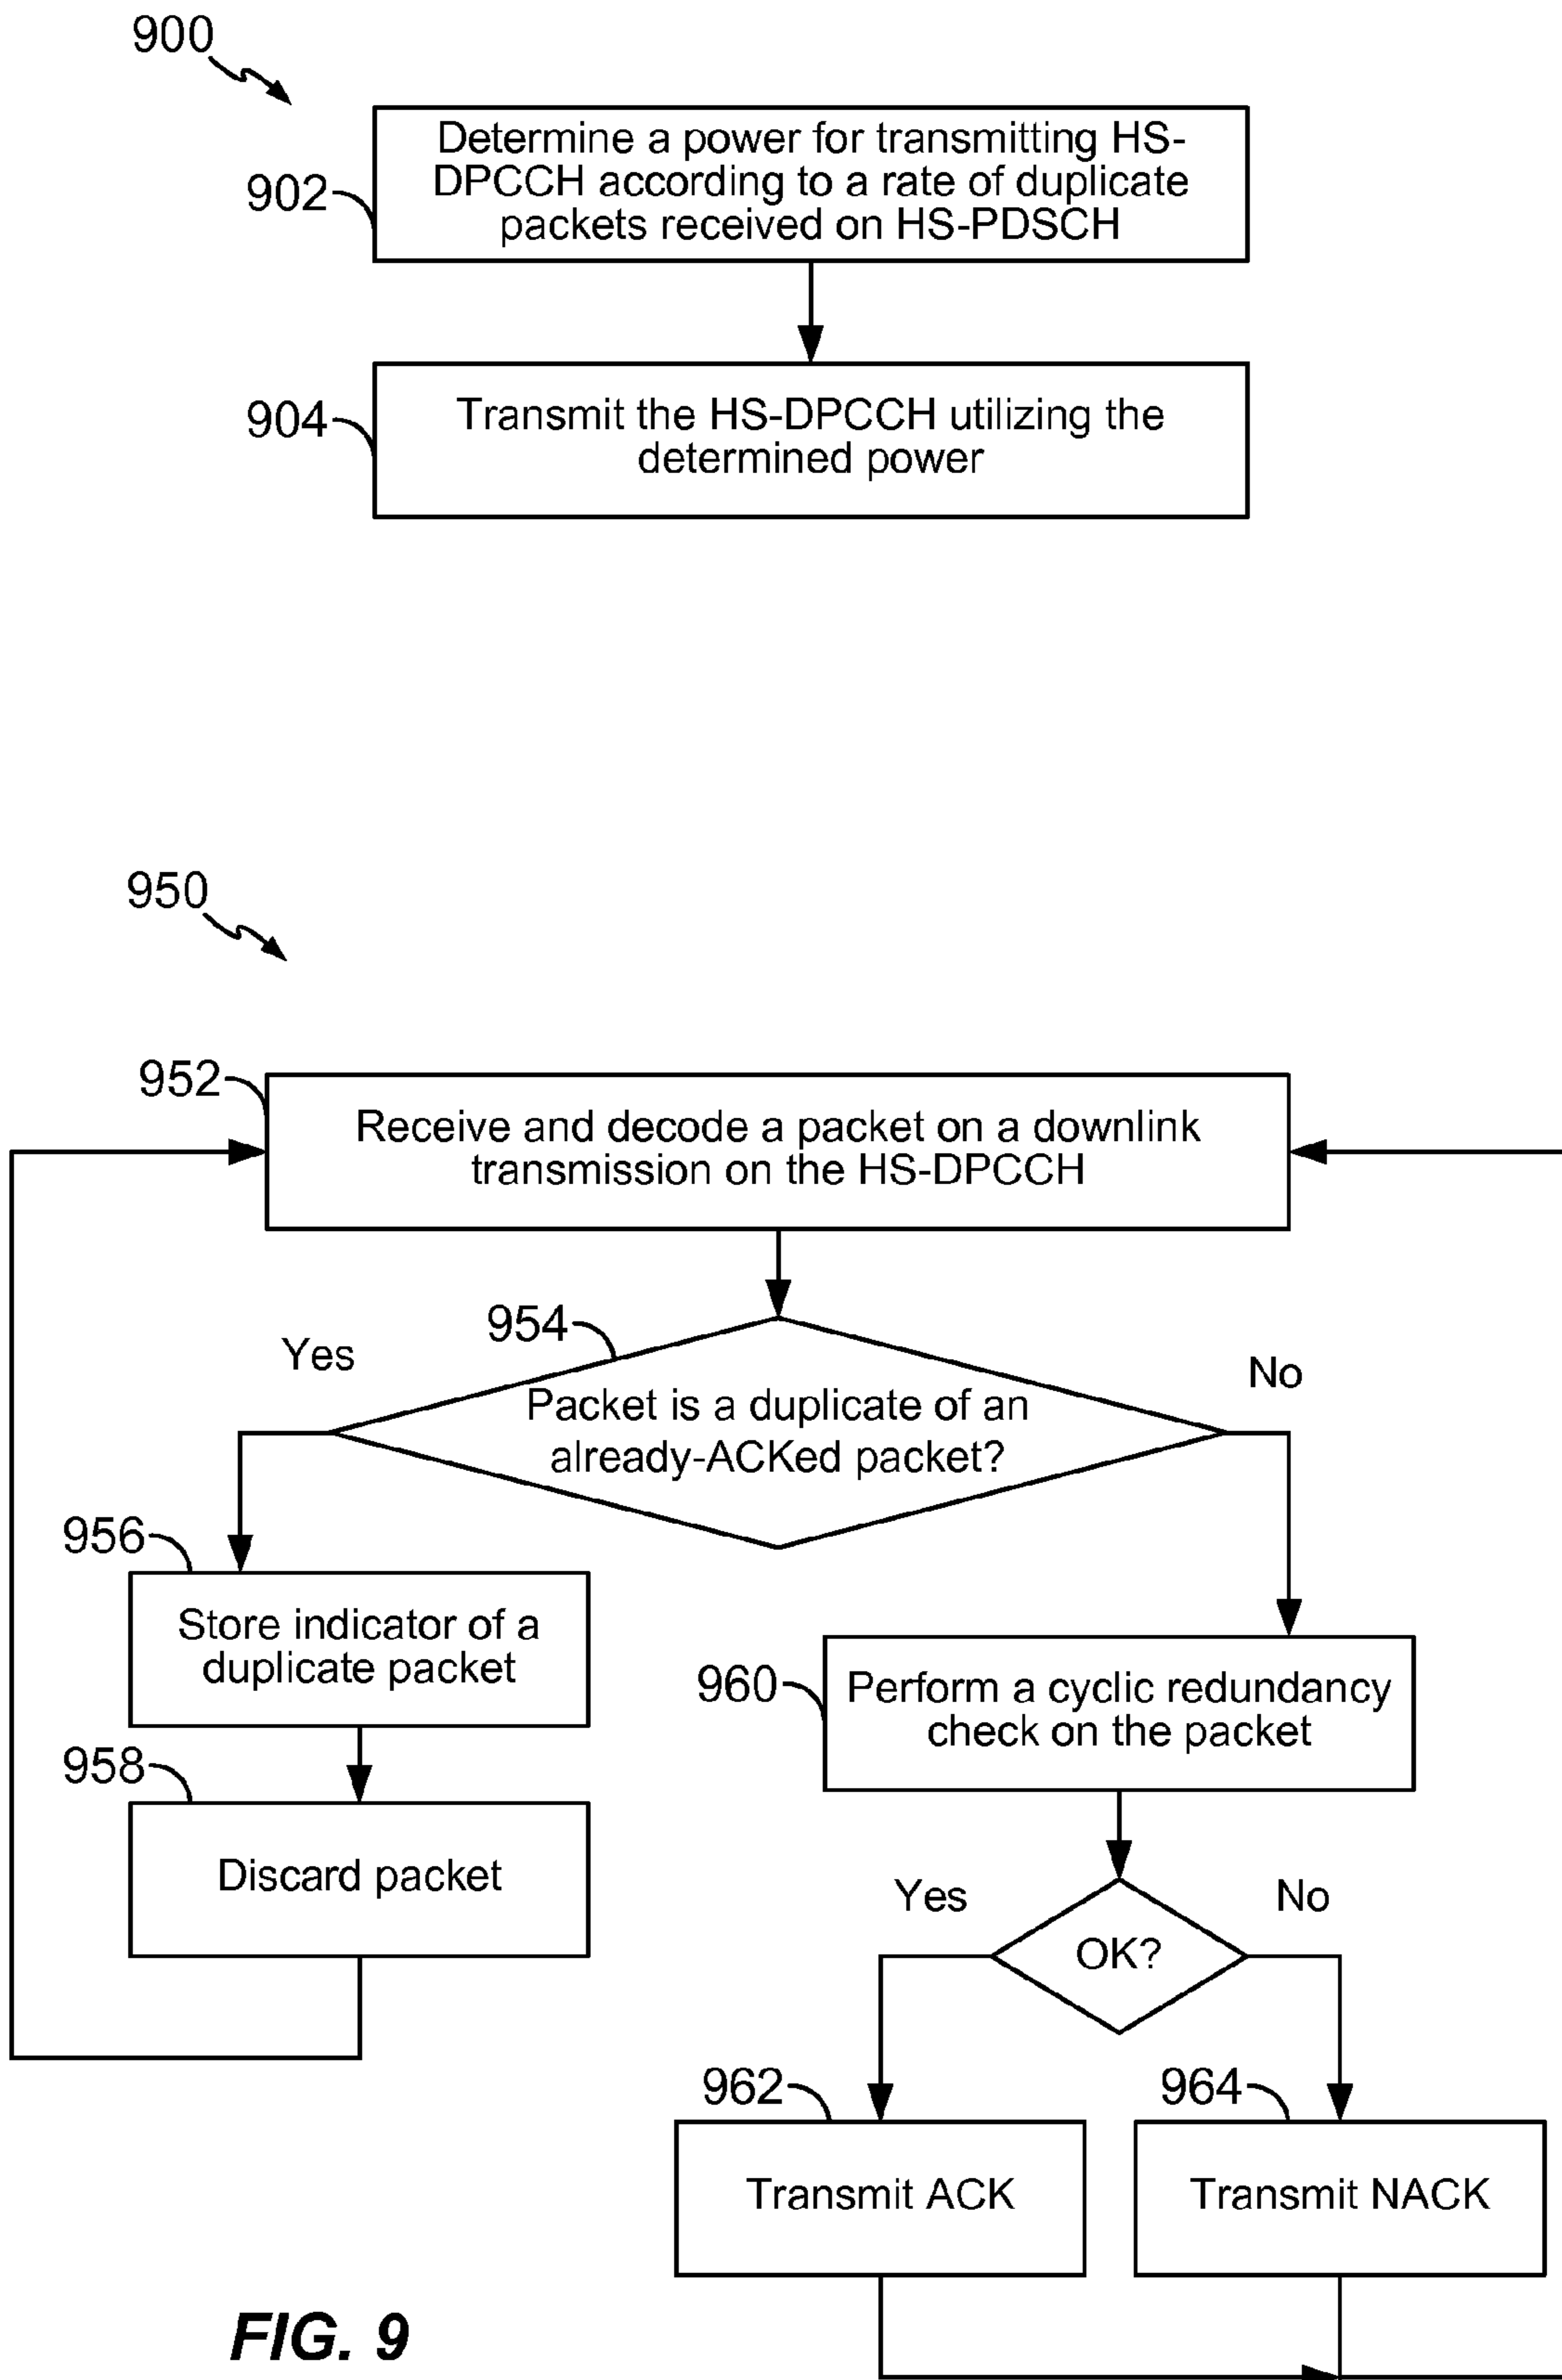 900
902
Determine a power for transmitting HS-
DPCCH according to a rate of duplicate
packets received on HS-PDSCH
904
Transmit the HS-DPCCH utilizing the
determined power
950
952
Receive and decode a packet on a downlink
transmission on the HS-DPCCH
954
Yes
No
Packet is a duplicate of an
already-ACKed packet?
956
Store indicator of a
duplicate packet
958
Discard packet
960
Perform a cyclic redundancy
check on the packet
Yes
No
OK?
962
964
Transmit ACK
Transmit NACK
FIG. 9